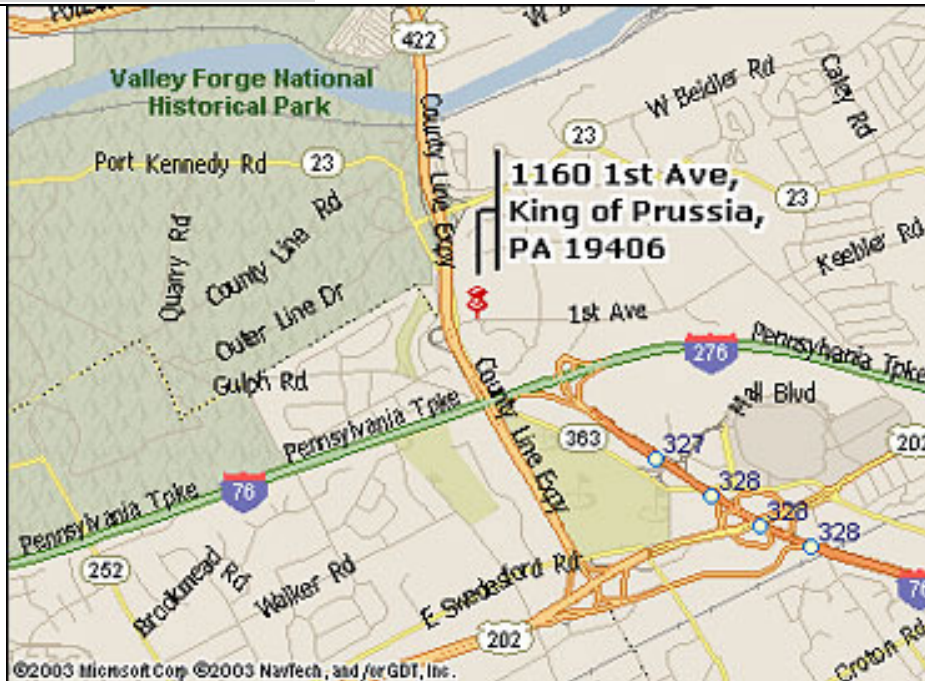 422
Valley Forge National
Historical Park
W Beidler Rd
Caley Rd
County Line Expy
23
Port Kennedy Rd
23
1160 1st Ave,
King of Prussia,
PA 19406
23
Quarry Rd
County Line Rd
Keebler Rd
Outer Line Dr
1st Ave
Gulph Rd
276
Pennsylvania Tpke
Pennsylvania Tpke
County Line Expy
Mall Blvd
363
202
327
76
328
Pennsylvania Tpke
328
328
252
Brookmead Rd
Walker Rd
E Swedesford Rd
76
202
Croton Rd
©2003 Microsoft Corp ©2003 NavTech, and/or GDT, Inc.